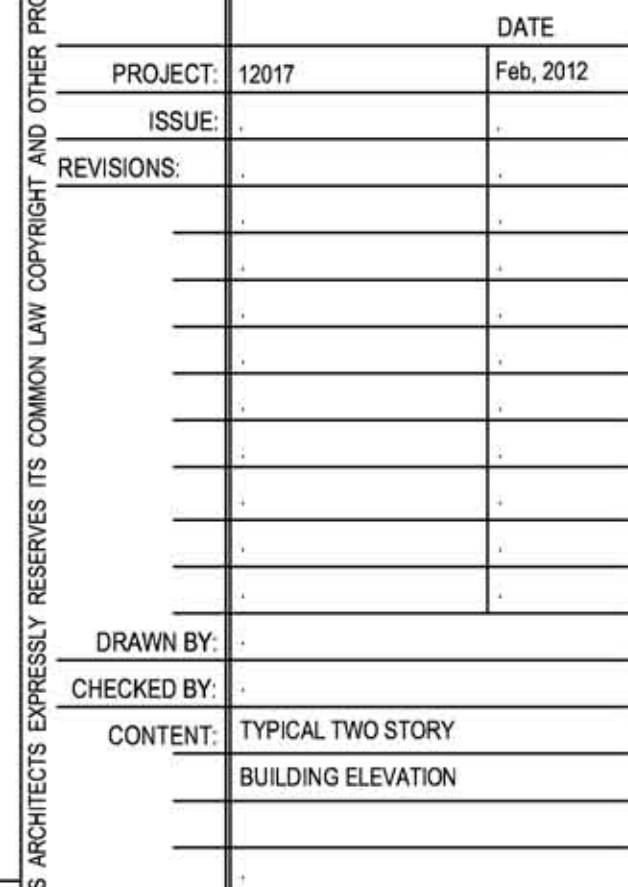 DATE
PROJECT: 12017 Feb, 2012
ISSUE: . .
REVISIONS: . .
. .
. .
. .
. .
. .
. .
. .
. .
. .
DRAWN BY: .
CHECKED BY: .
CONTENT: TYPICAL TWO STORY
BUILDING ELEVATION
.
ARCHITECTS EXPRESSLY RESERVES ITS COMMON LAW COPYRIGHT AND OTHER